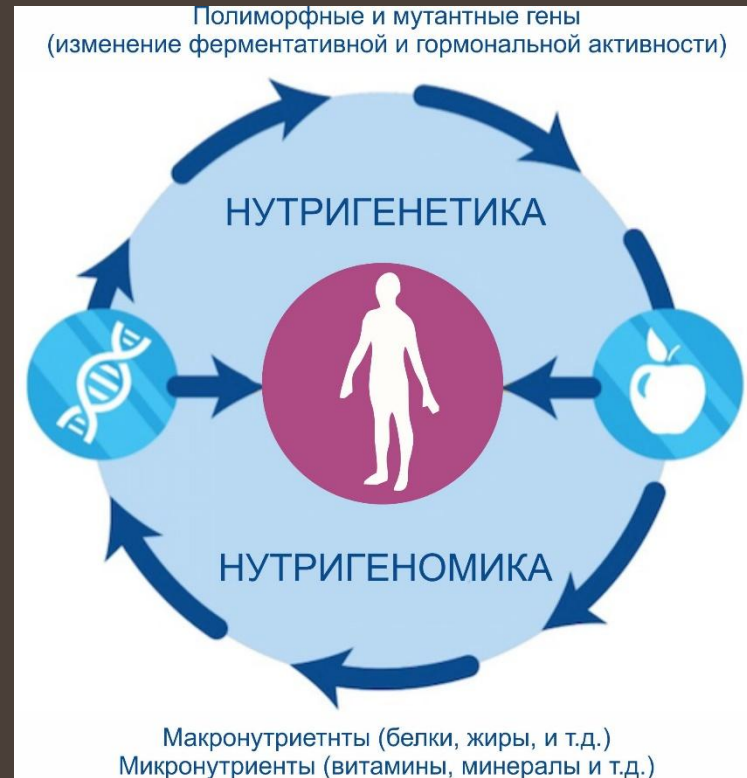 Полиморфные и мутантные гены
(изменение ферментативной и гормональной активности)
НУТРИГЕНЕТИКА
НУТРИГЕНОМИКА
Макронутриетнты (белки, жиры, и т.д.)
Микронутриенты (витамины, минералы и т.д.)